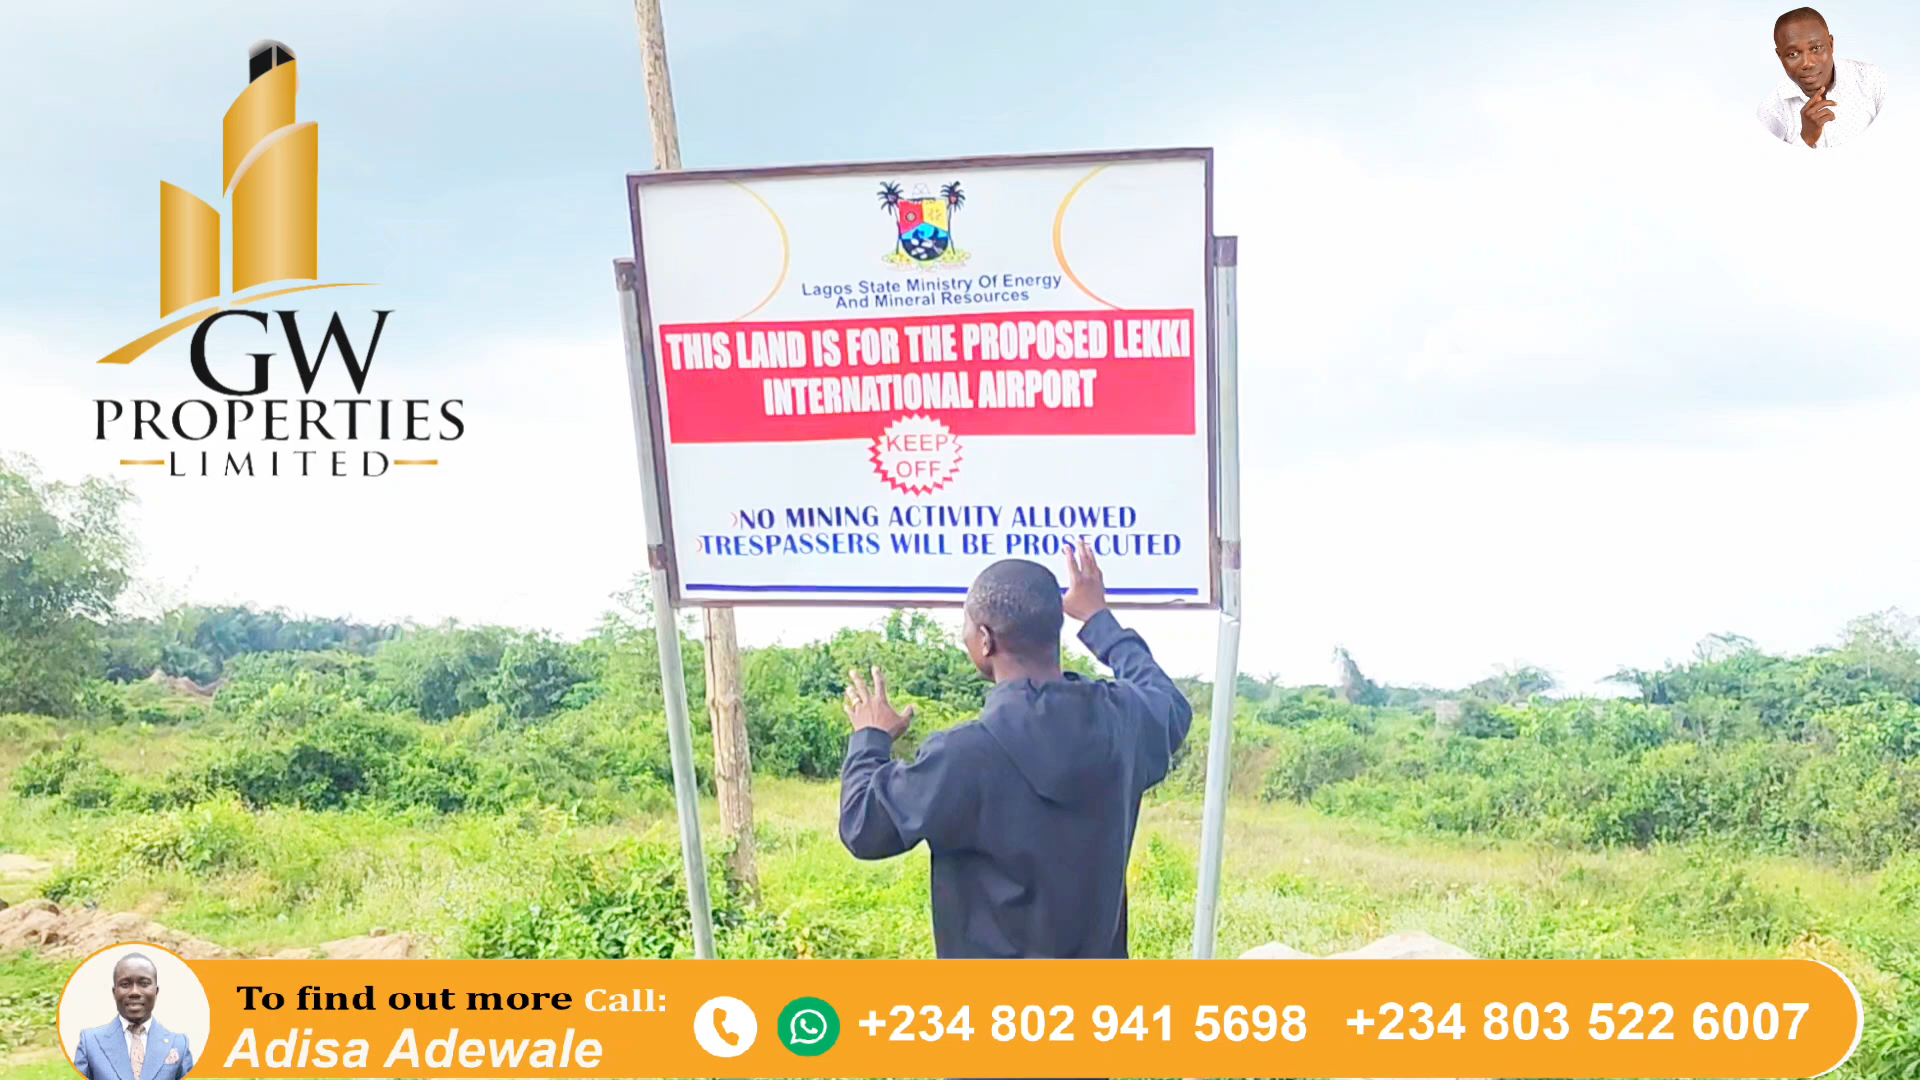 GW
PROPERTIES
LIMITED
Lagos State Ministry Of Energy
And Mineral Resources
THIS LAND IS FOR THE PROPOSED LEKKI
INTERNATIONAL AIRPORT
KEEP
OFF
NO MINING ACTIVITY ALLOWED
TRESPASSERS WILL BE PROSECUTED
To find out more Call:
Adisa Adewale
+234 802 941 5698 +234 803 522 6007